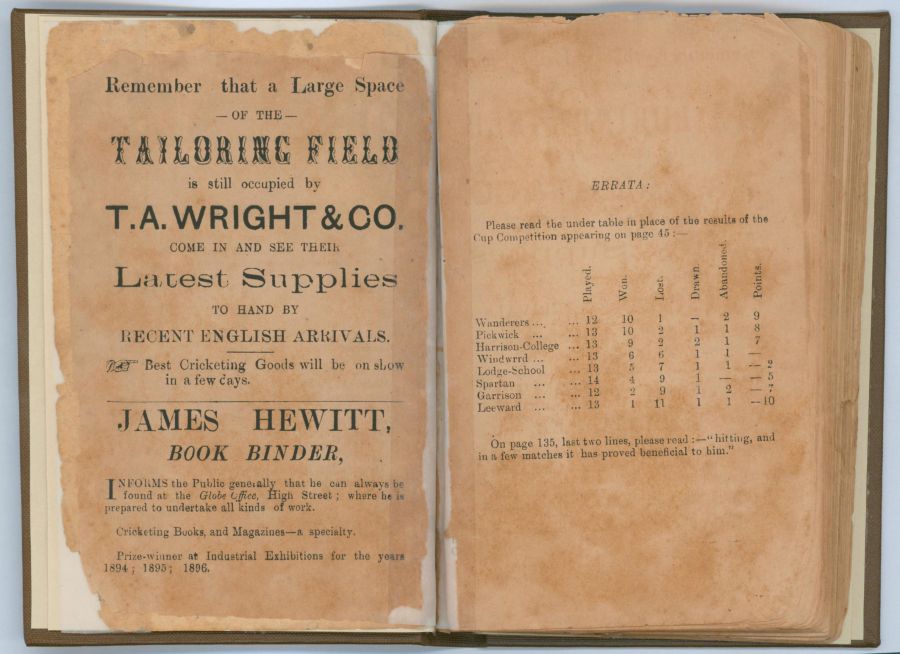 Remember that a Large Space
— OF THE —
TAILORING FIELD
is still occupied by
T. A. WRIGHT & CO.
COME IN AND SEE THEIR
Latest Supplies
TO HAND BY
RECENT ENGLISH ARRIVALS.
☞ Best Cricketing Goods will be on show
in a few days.
JAMES HEWITT,
BOOK BINDER,
INFORMS the Public generally that he can always be
found at the Globe Office, High Street ; where he is
prepared to undertake all kinds of work.
Cricketing Books, and Magazines—a specialty.
Prize-winner at Industrial Exhibitions for the years
1894 ; 1895 ; 1896.
ERRATA :
Please read the under table in place of the results of the
Cup Competition appearing on page 45 :—
Played. Won. Lost. Drawn. Abandoned. Points.
Wanderers ... ... 12 10 1 — 2 9
Pickwick ... ... 13 10 2 1 1 8
Harrison-College ... 13 9 2 2 1 7
Windwrrd ... ... 13 6 6 1 1 —
Lodge-School ... 13 5 7 1 1 — 2
Spartan ... ... 14 4 9 1 — — 5
Garrison ... ... 12 2 9 1 2 — 7
Leeward ... ... 13 1 11 1 1 —10
On page 135, last two lines, please read :—"hitting, and
in a few matches it has proved beneficial to him."